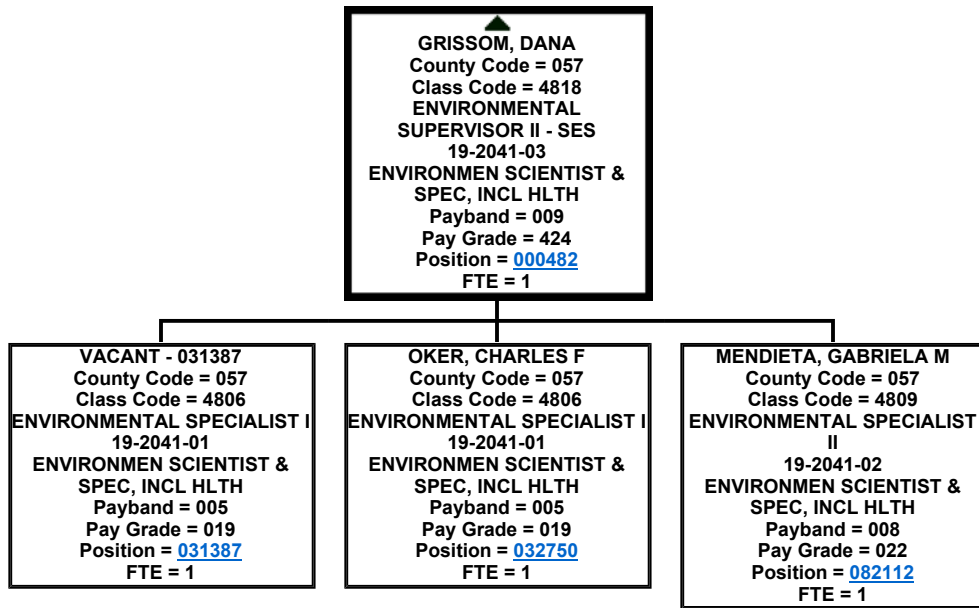 GRISSOM, DANA
County Code = 057
Class Code = 4818
ENVIRONMENTAL
SUPERVISOR II - SES
19-2041-03
ENVIRONMEN SCIENTIST &
SPEC, INCL HLTH
Payband = 009
Pay Grade = 424
Position = 000482
FTE = 1
VACANT - 031387
County Code = 057
Class Code = 4806
ENVIRONMENTAL SPECIALIST I
19-2041-01
ENVIRONMEN SCIENTIST &
SPEC, INCL HLTH
Payband = 005
Pay Grade = 019
Position = 031387
FTE = 1
OKER, CHARLES F
County Code = 057
Class Code = 4806
ENVIRONMENTAL SPECIALIST I
19-2041-01
ENVIRONMEN SCIENTIST &
SPEC, INCL HLTH
Payband = 005
Pay Grade = 019
Position = 032750
FTE = 1
MENDIETA, GABRIELA M
County Code = 057
Class Code = 4809
ENVIRONMENTAL SPECIALIST
II
19-2041-02
ENVIRONMEN SCIENTIST &
SPEC, INCL HLTH
Payband = 008
Pay Grade = 022
Position = 082112
FTE = 1